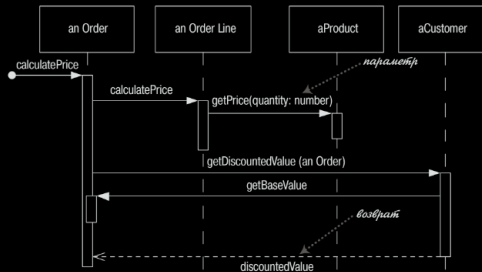 an Order
an Order Line
aProduct
aCustomer
calculatePrice
параметр
calculatePrice
getPrice(quantity: number)
getDiscountedValue (an Order)
getBaseValue
возврат
discountedValue